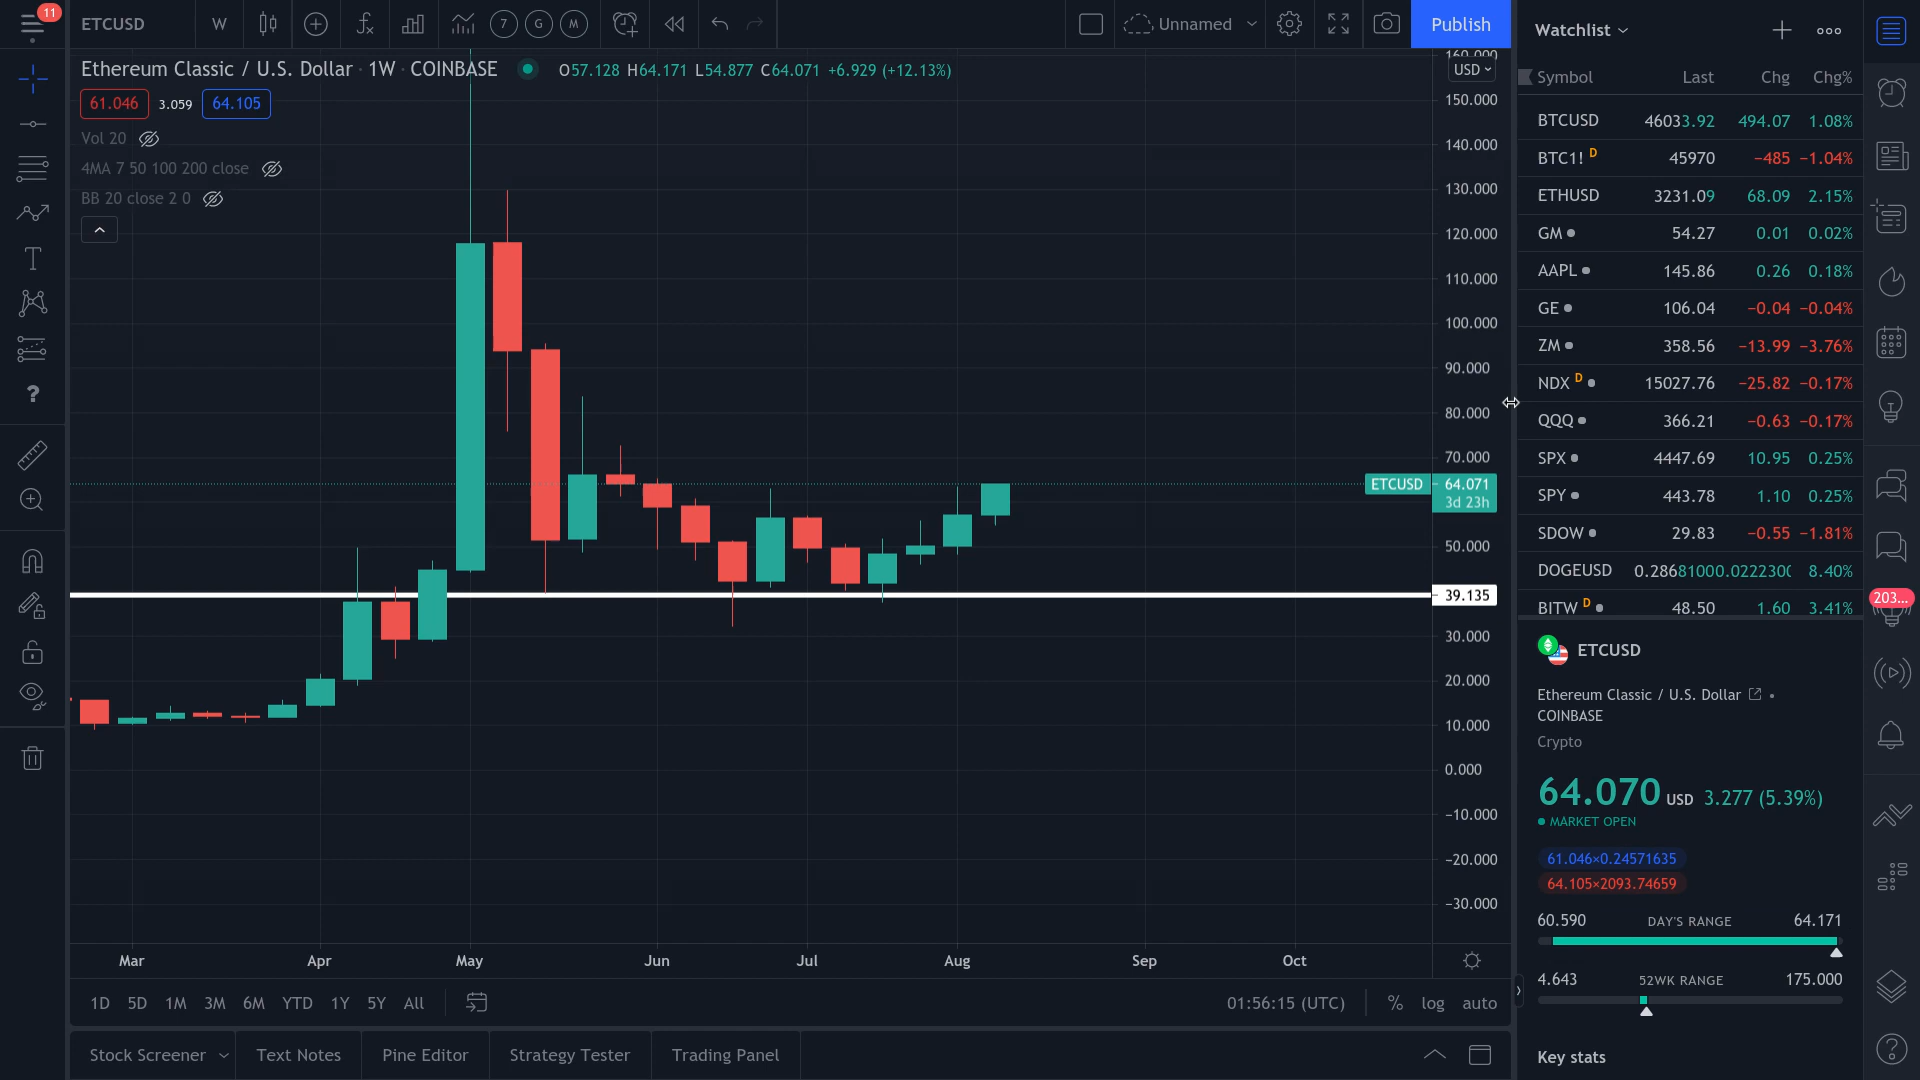 11
ETCUSD
W
7
G
M
Unnamed
Publish
Ethereum Classic / U.S. Dollar · 1W · COINBASE
O57.128 H64.171 L54.877 C64.071 +6.929 (+12.13%)
61.046
3.059
64.105
Vol 20
4MA 7 50 100 200 close
BB 20 close 2 0
160.000
USD
150.000
140.000
130.000
120.000
110.000
100.000
90.000
80.000
70.000
ETCUSD
64.071
3d 23h
50.000
39.135
30.000
20.000
10.000
0.000
−10.000
−20.000
−30.000
Mar Apr May Jun Jul Aug Sep Oct
1D 5D 1M 3M 6M YTD 1Y 5Y All
01:56:15 (UTC)
% log auto
Stock Screener
Text Notes
Pine Editor
Strategy Tester
Trading Panel
Watchlist
Symbol Last Chg Chg%
BTCUSD 46033.92 494.07 1.08%
BTC1! D 45970 −485 −1.04%
ETHUSD 3231.09 68.09 2.15%
GM 54.27 0.01 0.02%
AAPL 145.86 0.26 0.18%
GE 106.04 −0.04 −0.04%
ZM 358.56 −13.99 −3.76%
NDX D 15027.76 −25.82 −0.17%
QQQ 366.21 −0.63 −0.17%
SPX 4447.69 10.95 0.25%
SPY 443.78 1.10 0.25%
SDOW 29.83 −0.55 −1.81%
DOGEUSD 0.28681000.0222300 8.40%
BITW D 48.50 1.60 3.41%
203...
ETCUSD
Ethereum Classic / U.S. Dollar
COINBASE
Crypto
64.070 USD 3.277 (5.39%)
MARKET OPEN
61.046×0.24571635
64.105×2093.74659
60.590 DAY'S RANGE 64.171
4.643 52WK RANGE 175.000
Key stats